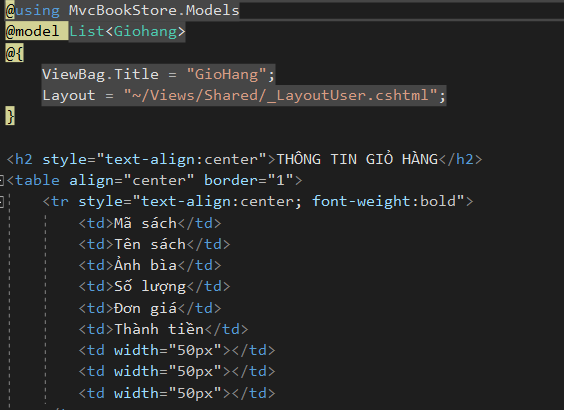 @using MvcBookStore.Models
@model List<Giohang>
@{
ViewBag.Title = "GioHang";
Layout = "~/Views/Shared/_LayoutUser.cshtml";
}
<h2 style="text-align:center">THÔNG TIN GIỎ HÀNG</h2>
<table align="center" border="1">
<tr style="text-align:center; font-weight:bold">
<td>Mã sách</td>
<td>Tên sách</td>
<td>Ảnh bìa</td>
<td>Số lượng</td>
<td>Đơn giá</td>
<td>Thành tiền</td>
<td width="50px"></td>
<td width="50px"></td>
<td width="50px"></td>